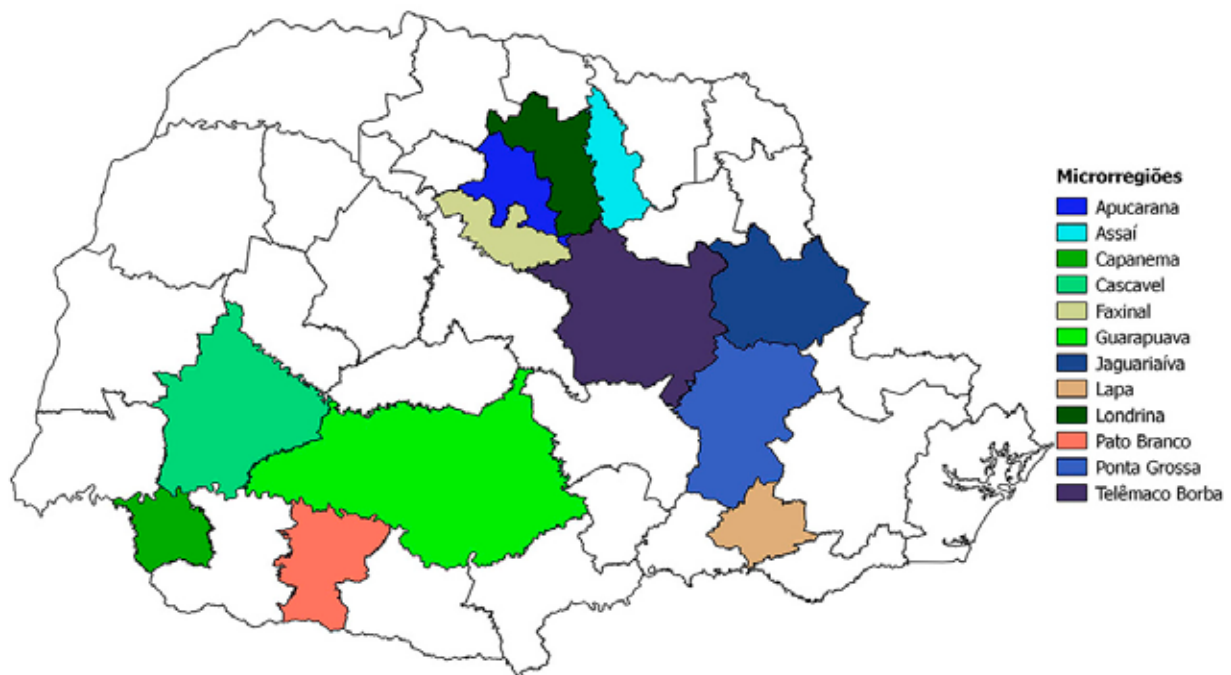 Microrregiões
Apucarana
Assaí
Capanema
Cascavel
Faxinal
Guarapuava
Jaguariaíva
Lapa
Londrina
Pato Branco
Ponta Grossa
Telêmaco Borba